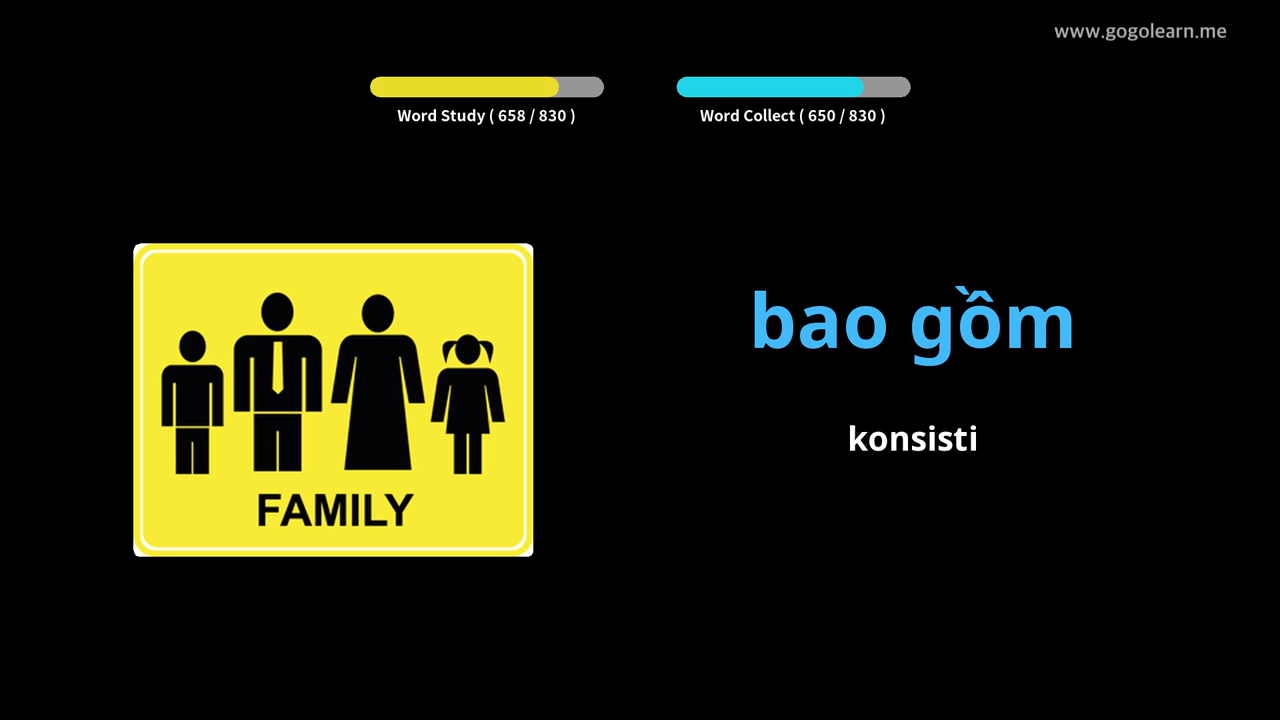 www.gogolearn.me
Word Study ( 658 / 830 )
Word Collect ( 650 / 830 )
bao gồm
konsisti
FAMILY